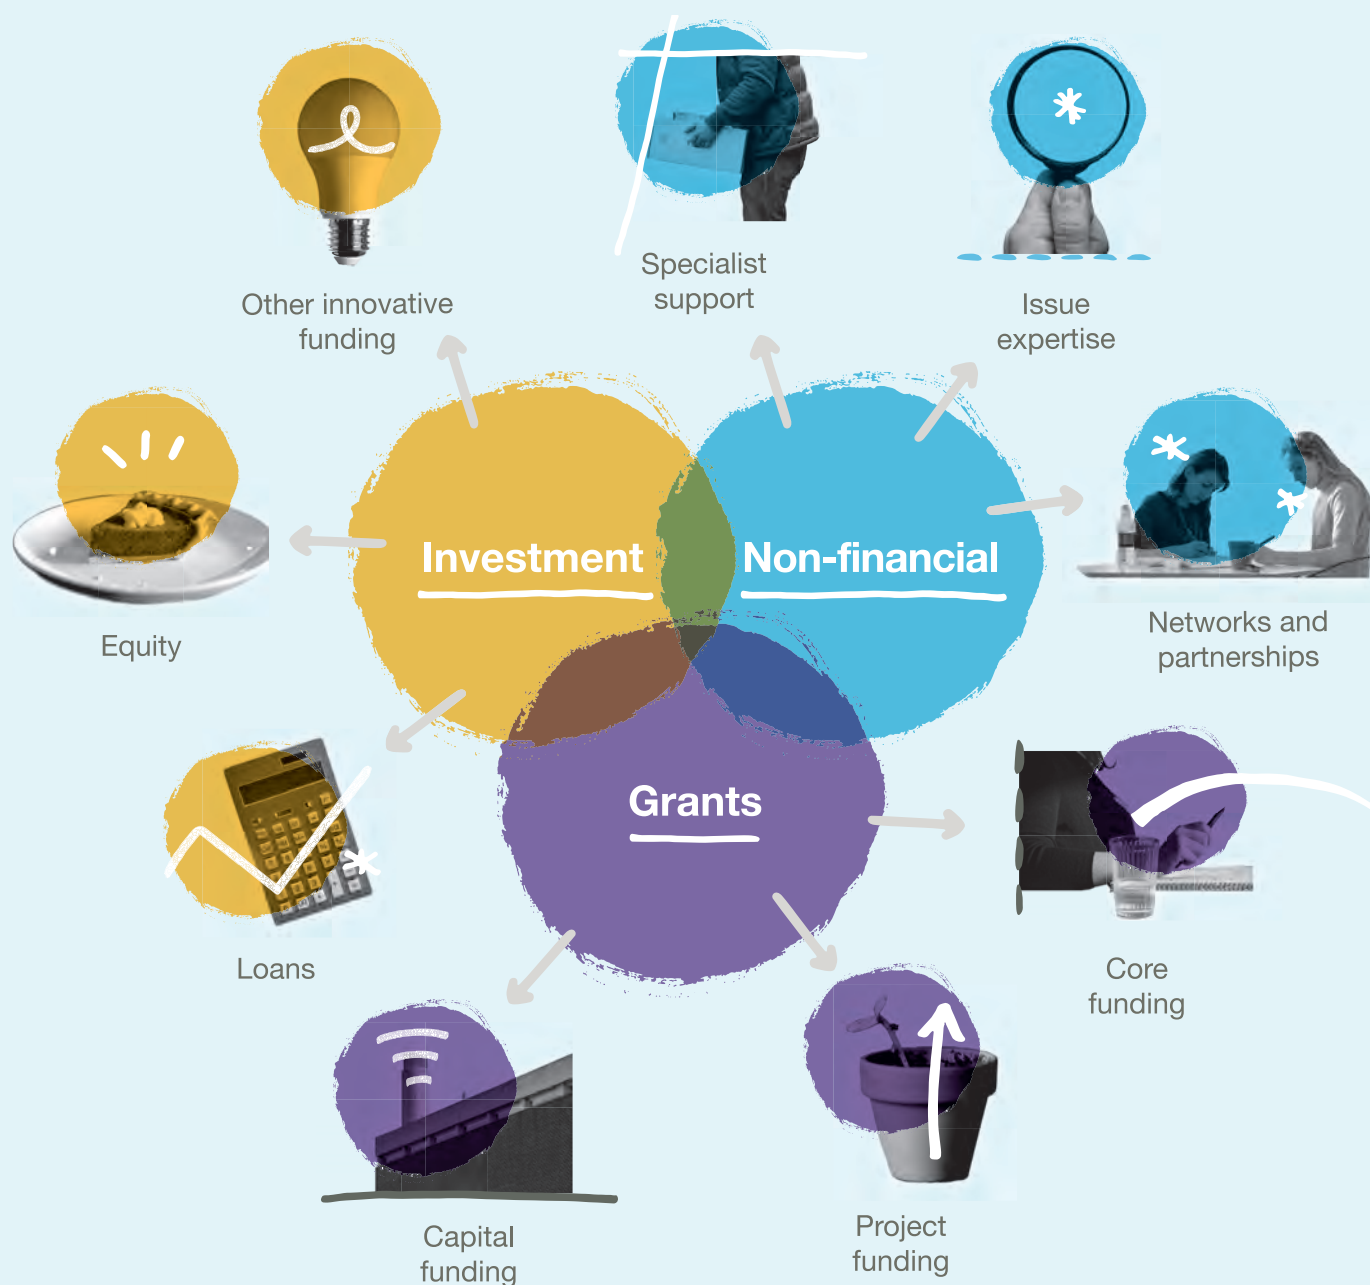 Specialist
support
Other innovative
funding
Issue
expertise
Investment
Non-financial
Equity
Networks and
partnerships
Grants
Loans
Core
funding
Capital
funding
Project
funding